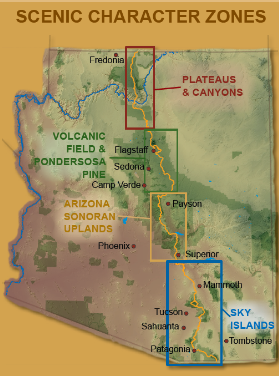 SCENIC CHARACTER ZONES
Fredonia
PLATEAUS
& CANYONS
VOLCANIC
FIELD &
PONDERSOSA
PINE
Flagstaff
Sedona
Camp Verde
ARIZONA
SONORAN
UPLANDS
Payson
Phoenix
Superior
Mammoth
SKY
ISLANDS
Tucson
Sahuarita
Tombstone
Patagonia